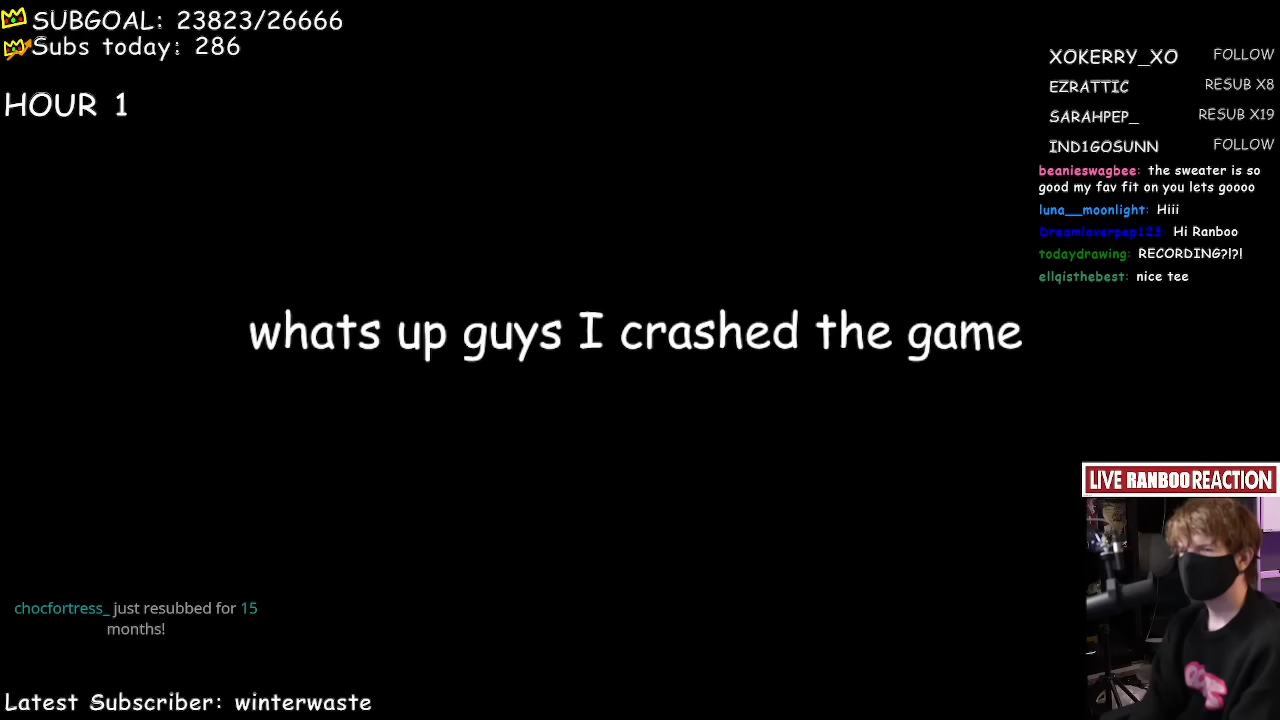 SUBGOAL: 23823/26666
Subs today: 286
HOUR 1
XOKERRY_XO FOLLOW
EZRATTIC RESUB X8
SARAHPEP_ RESUB X19
IND1GOSUNN FOLLOW
beanieswagbee: the sweater is so
good my fav fit on you lets goooo
luna__moonlight: Hiii
Dreamloverpep123: Hi Ranboo
todaydrawing: RECORDING?!?!
ellqisthebest: nice tee
whats up guys I crashed the game
LIVE RANBOO REACTION
chocfortress_ just resubbed for 15
months!
Latest Subscriber: winterwaste